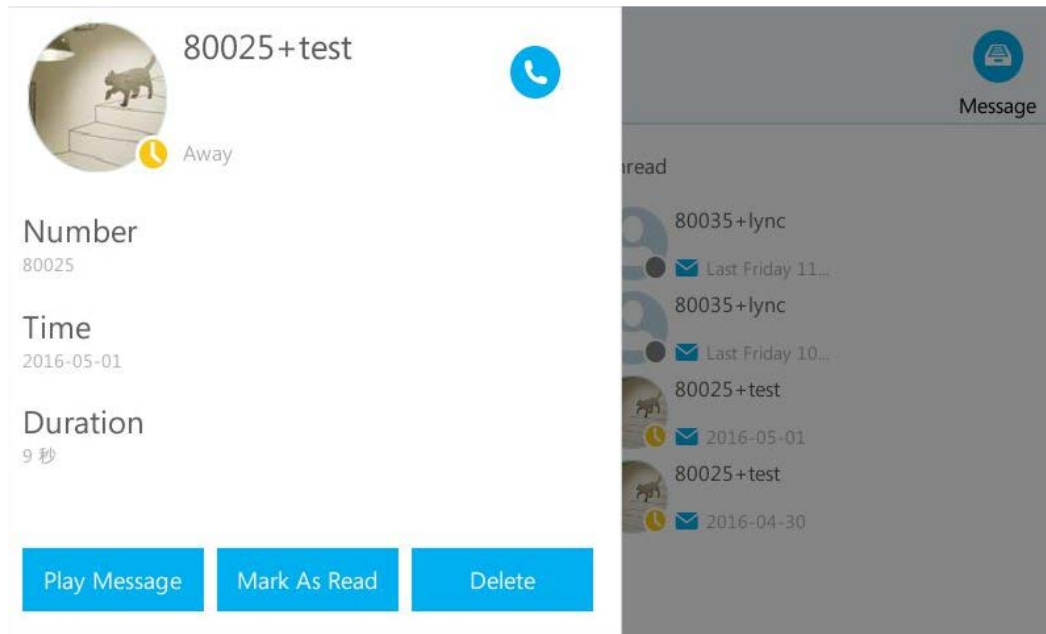 80025+test
Away
Number
80025
Time
2016-05-01
Duration
9 秒
Play Message
Mark As Read
Delete
Message
read
80035+lync
Last Friday 11...
80035+lync
Last Friday 10...
80025+test
2016-05-01
80025+test
2016-04-30